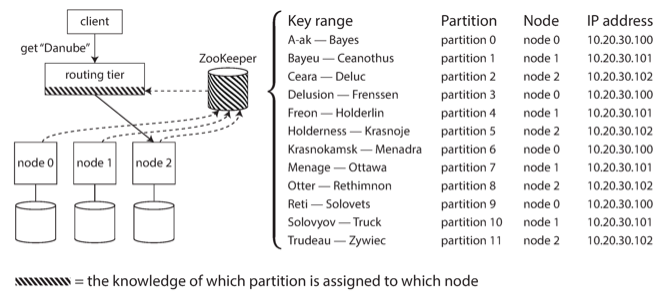 client
get “Danube”
ZooKeeper
routing tier
node 0 node 1 node 2
Key range Partition Node IP address
A-ak — Bayes partition 0 node 0 10.20.30.100
Bayeu — Ceanothus partition 1 node 1 10.20.30.101
Ceara — Deluc partition 2 node 2 10.20.30.102
Delusion — Frenssen partition 3 node 0 10.20.30.100
Freon — Holderlin partition 4 node 1 10.20.30.101
Holderness — Krasnoje partition 5 node 2 10.20.30.102
Krasnokamsk — Menadra partition 6 node 0 10.20.30.100
Menage — Ottawa partition 7 node 1 10.20.30.101
Otter — Rethimnon partition 8 node 2 10.20.30.102
Reti — Solovets partition 9 node 0 10.20.30.100
Solovyov — Truck partition 10 node 1 10.20.30.101
Trudeau — Zywiec partition 11 node 2 10.20.30.102
= the knowledge of which partition is assigned to which node